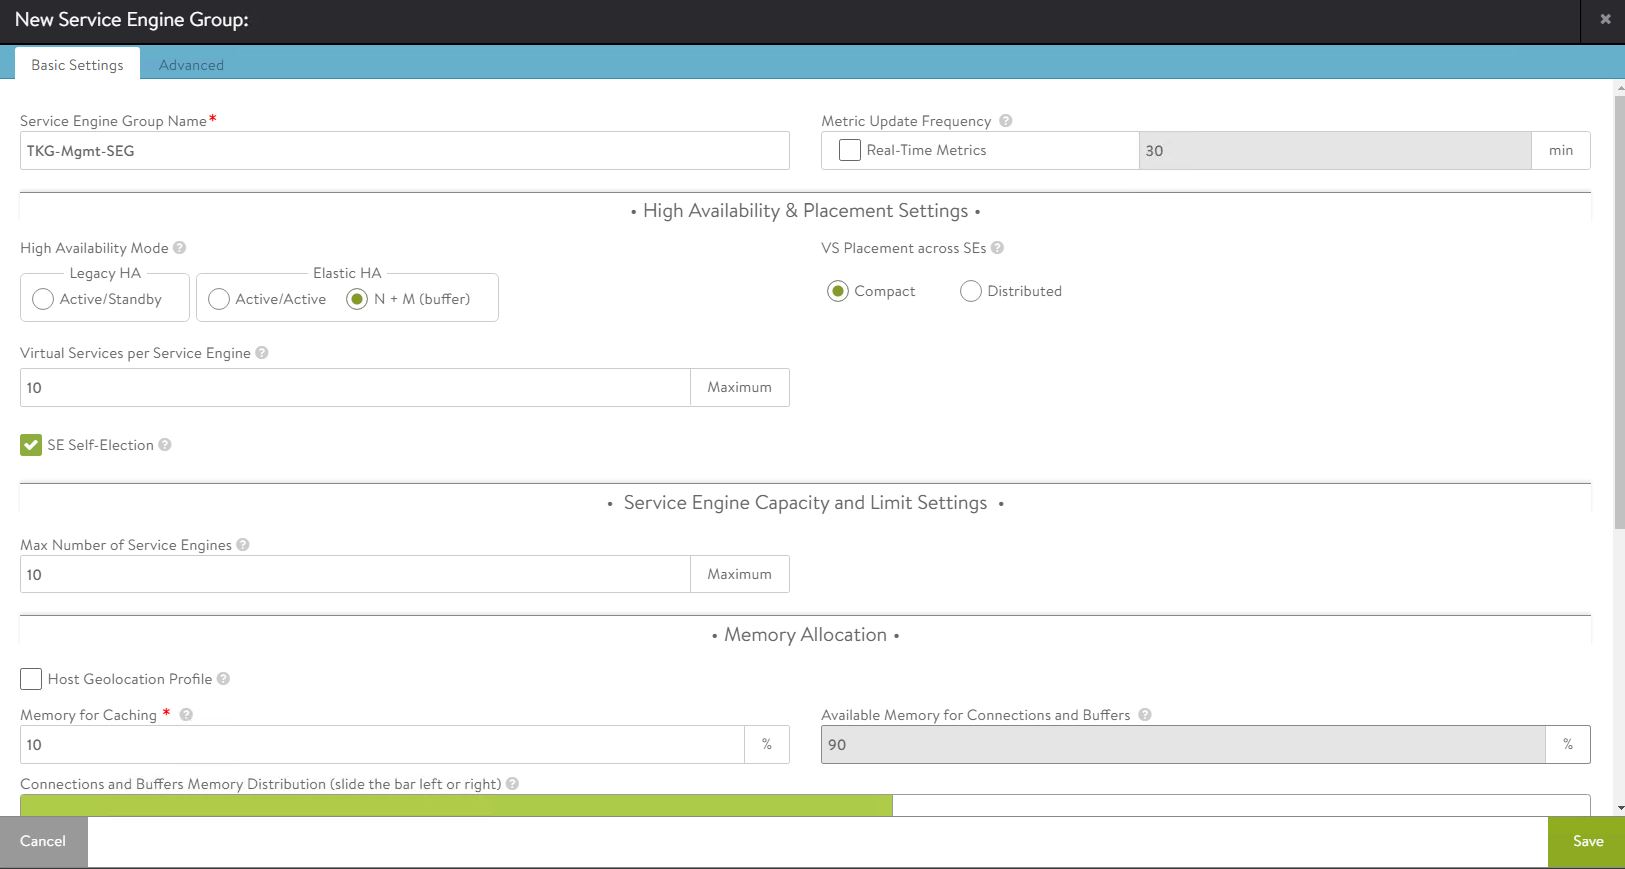 New Service Engine Group:
Basic Settings
Advanced
Service Engine Group Name*
TKG-Mgmt-SEG
Metric Update Frequency ?
Real-Time Metrics
30
min
• High Availability & Placement Settings •
High Availability Mode ?
Legacy HA
Active/Standby
Elastic HA
Active/Active
N + M (buffer)
VS Placement across SEs ?
Compact
Distributed
Virtual Services per Service Engine ?
10
Maximum
SE Self-Election ?
• Service Engine Capacity and Limit Settings •
Max Number of Service Engines ?
10
Maximum
• Memory Allocation •
Host Geolocation Profile ?
Memory for Caching * ?
10
%
Available Memory for Connections and Buffers ?
90
%
Connections and Buffers Memory Distribution (slide the bar left or right) ?
Cancel
Save